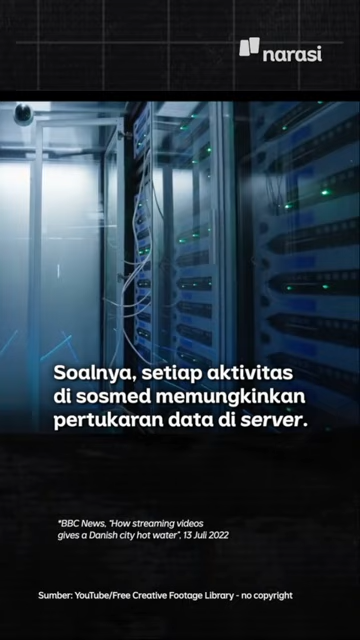 narasi
Soalnya, setiap aktivitas
di sosmed memungkinkan
pertukaran data di server.
*BBC News, "How streaming videos
gives a Danish city hot water", 13 Juli 2022
Sumber: YouTube/Free Creative Footage Library - no copyright